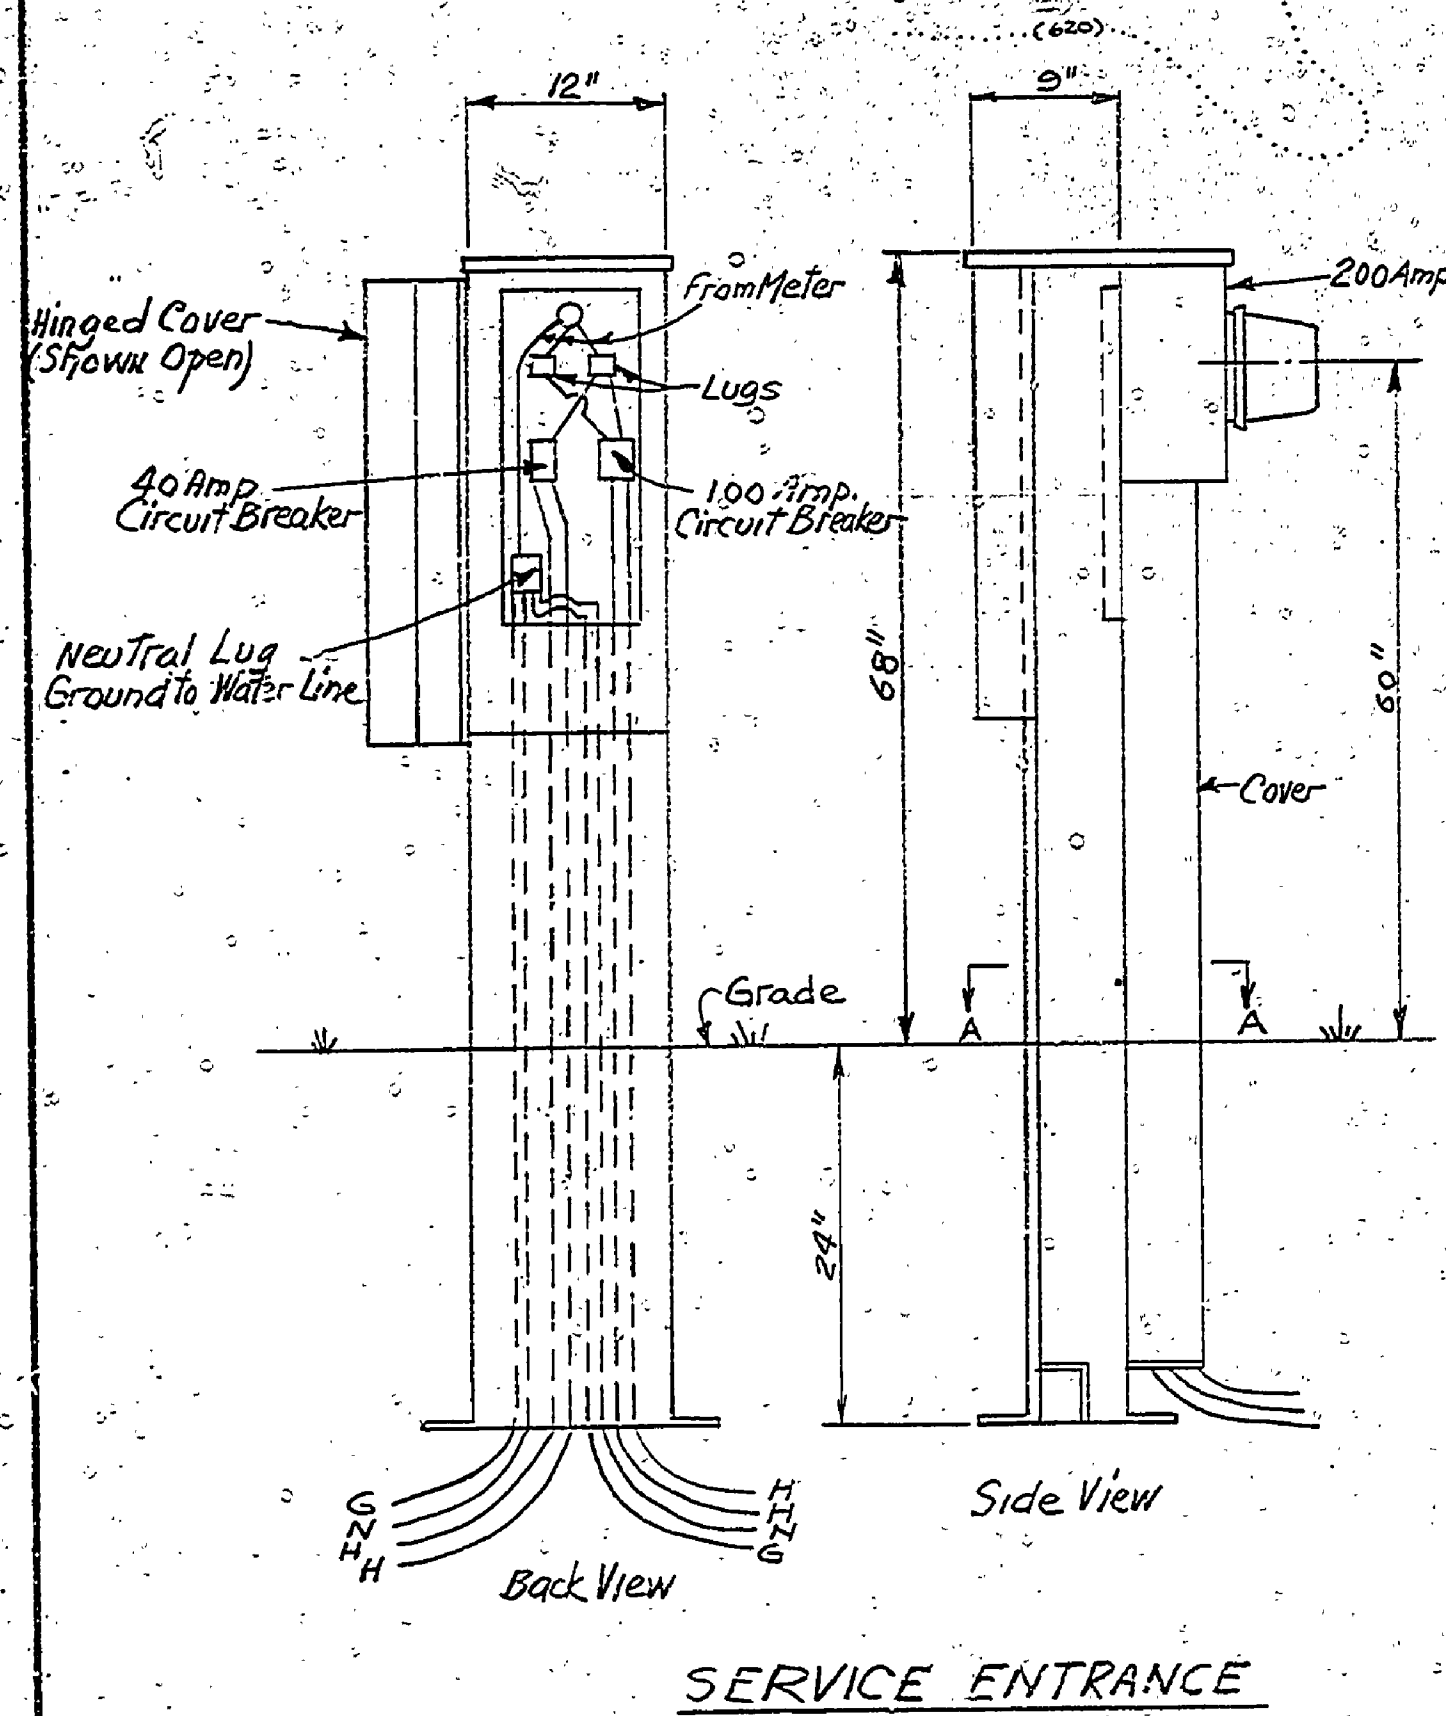 (620)
12"
9"
From Meter
200 Amp
Hinged Cover
(Shown Open)
Lugs
40 Amp
Circuit Breaker
100 Amp.
Circuit Breaker
68"
60"
Neutral Lug
Ground to Water Line
Cover
Grade
A
A
24"
G
N
H
H
H
H
N
G
Back View
Side View
SERVICE ENTRANCE